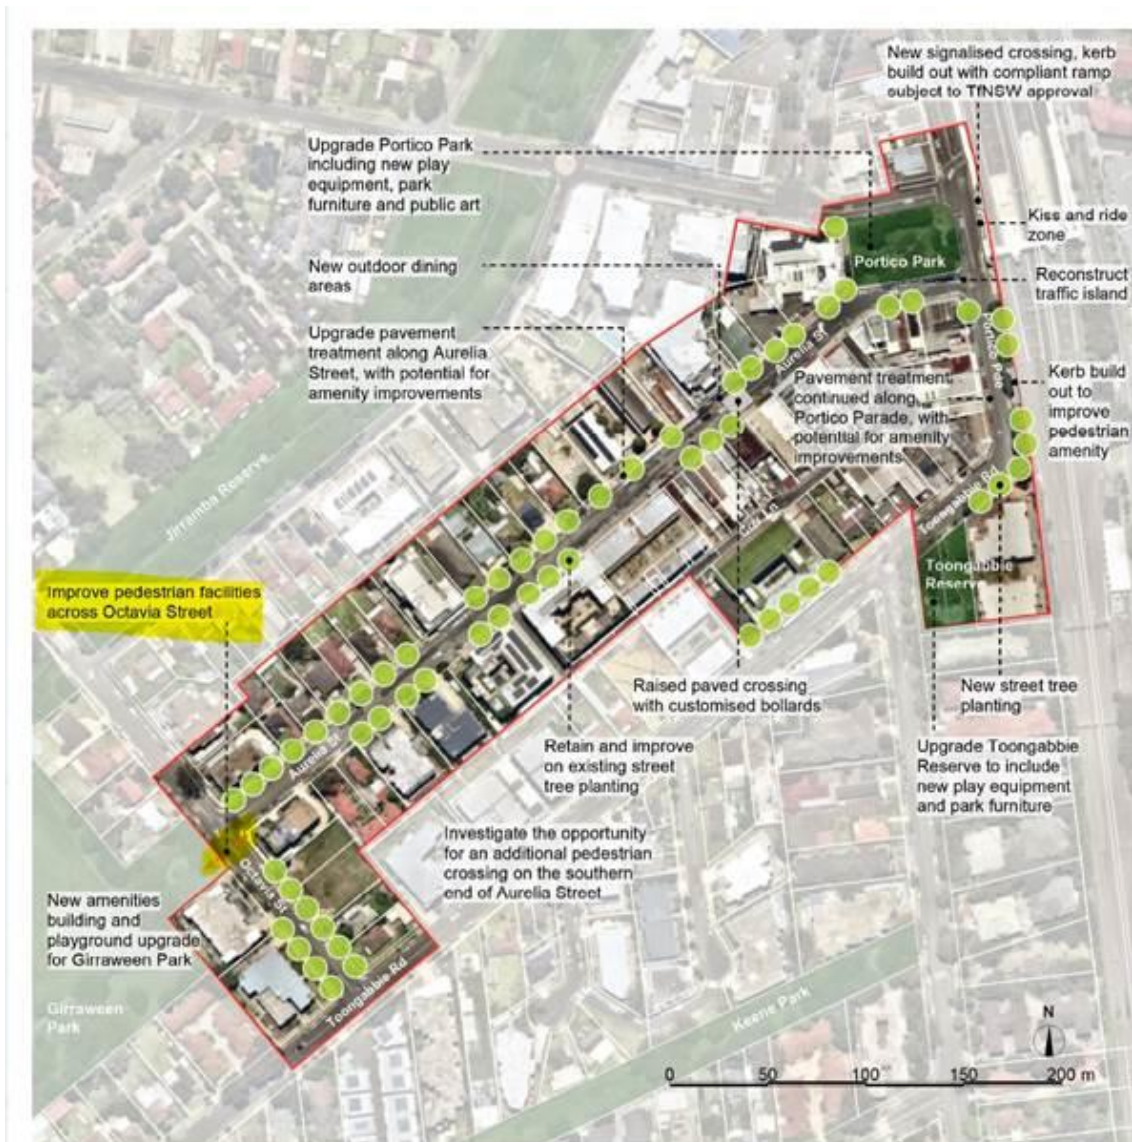 New signalised crossing, kerb
build out with compliant ramp
subject to TfNSW approval
Upgrade Portico Park
including new play
equipment, park
furniture and public art
Kiss and ride
zone
Portico Park
New outdoor dining
areas
Reconstruct
traffic island
Upgrade pavement
treatment along Aurelia
Street, with potential for
amenity improvements
Aurelia St
Portico Pde
Pavement treatment
continued along
Portico Parade, with
potential for amenity
improvements
Kerb build
out to
improve
pedestrian
amenity
Jirramba Reserve
Toongabbie Rd
Toongabbie
Reserve
Improve pedestrian facilities
across Octavia Street
Raised paved crossing
with customised bollards
New street tree
planting
Retain and improve
on existing street
tree planting
Upgrade Toongabbie
Reserve to include
new play equipment
and park furniture
Aurelia
Investigate the opportunity
for an additional pedestrian
crossing on the southern
end of Aurelia Street
Octavia St
New amenities
building and
playground upgrade
for Girraween Park
Toongabbie Rd
Girraween
Park
Keene Park
N
0 50 100 150 200 m